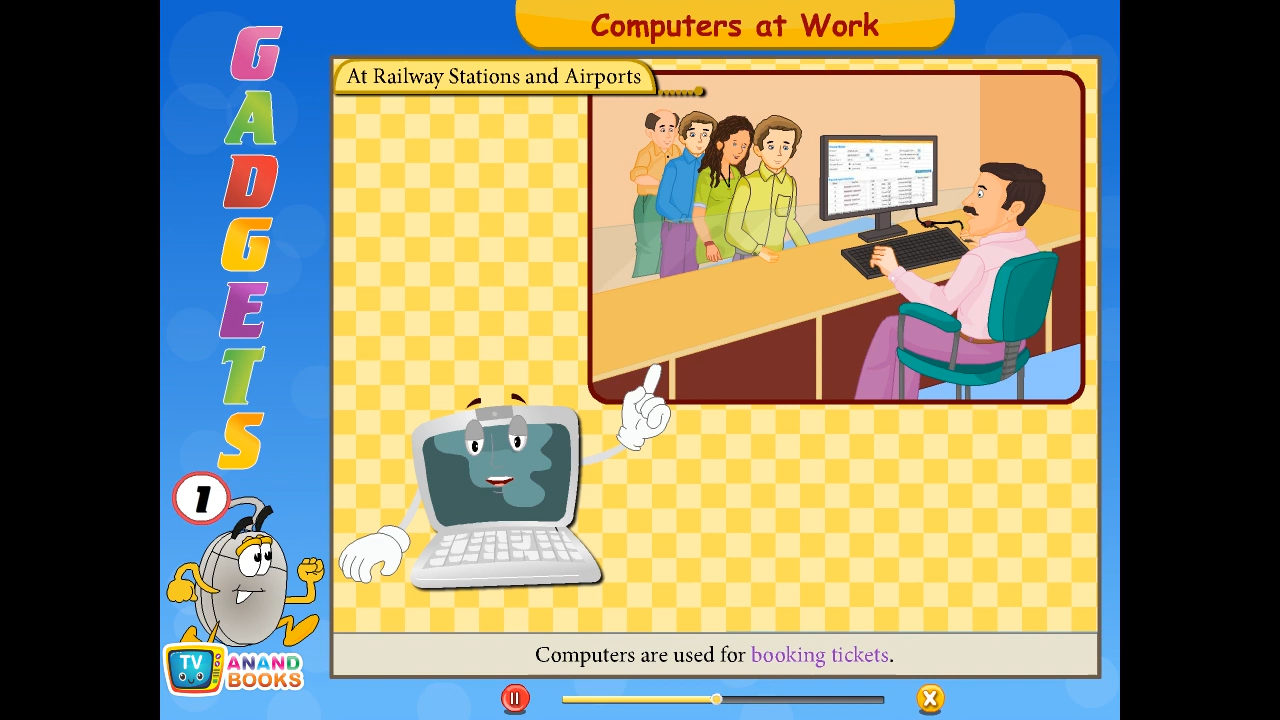 Computers at Work
At Railway Stations and Airports
GADGETS
1
TV
ANAND
BOOKS
Computers are used for booking tickets.